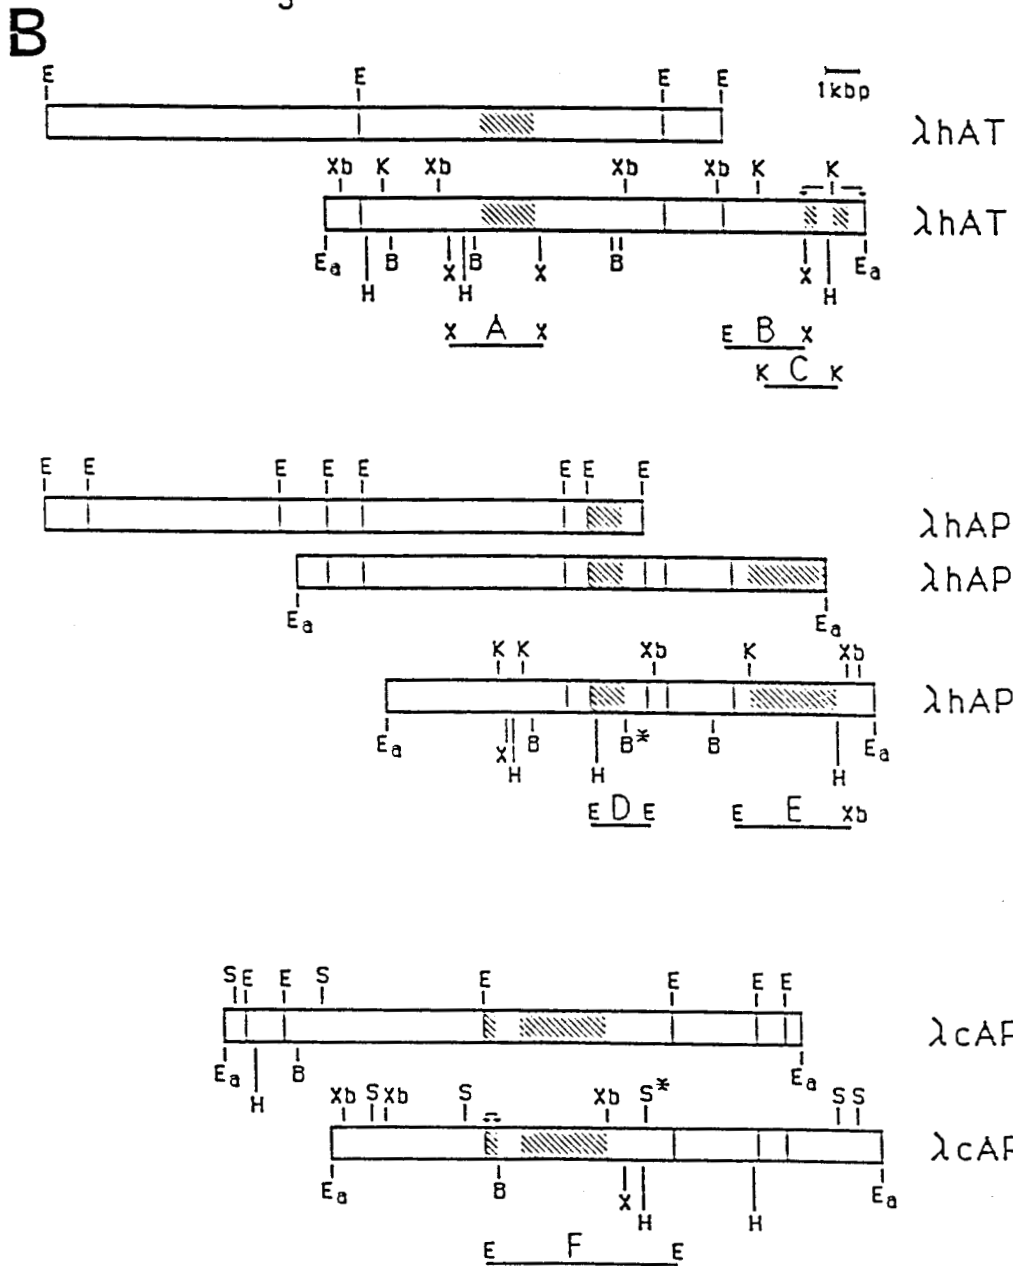 B
E E E E
1kbp
λhAT
Xb K Xb Xb Xb K K
λhAT
Ea H B X H B X B X H Ea
X A X
E B X
K C K
E E E E E E E E
λhAP
λhAP
Ea Ea
K K Xb K Xb
λhAP
Ea X H B H B* B H Ea
E D E
E E Xb
S E E S E E E E
λcAP
Ea H B Ea
Xb S Xb S Xb S* S S
λcAP
Ea B X H H Ea
E F E